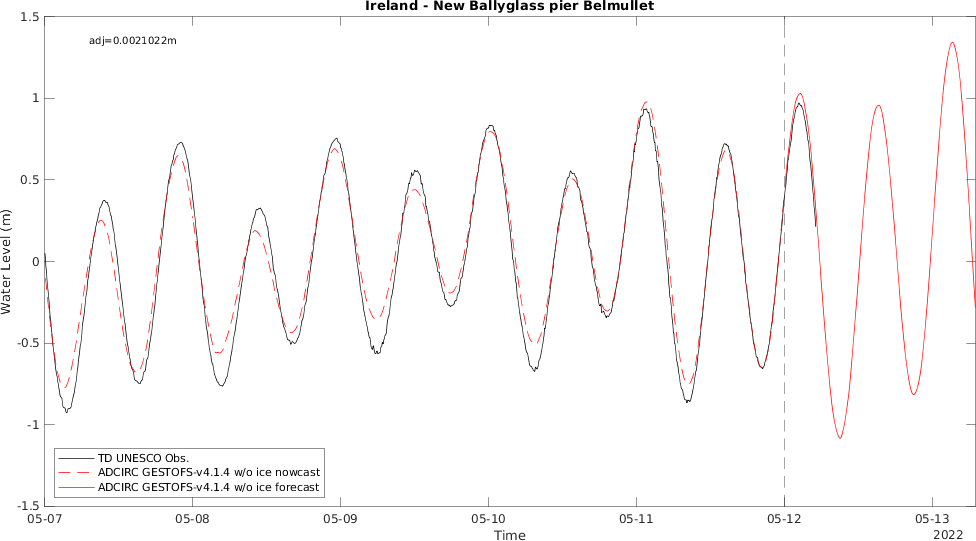 Ireland - New Ballyglass pier Belmullet
adj=0.0021022m
1.5
1
0.5
0
-0.5
-1
-1.5
Water Level (m)
TD UNESCO Obs.
ADCIRC GESTOFS-v4.1.4 w/o ice nowcast
ADCIRC GESTOFS-v4.1.4 w/o ice forecast
05-07 05-08 05-09 05-10 05-11 05-12 05-13
Time
2022